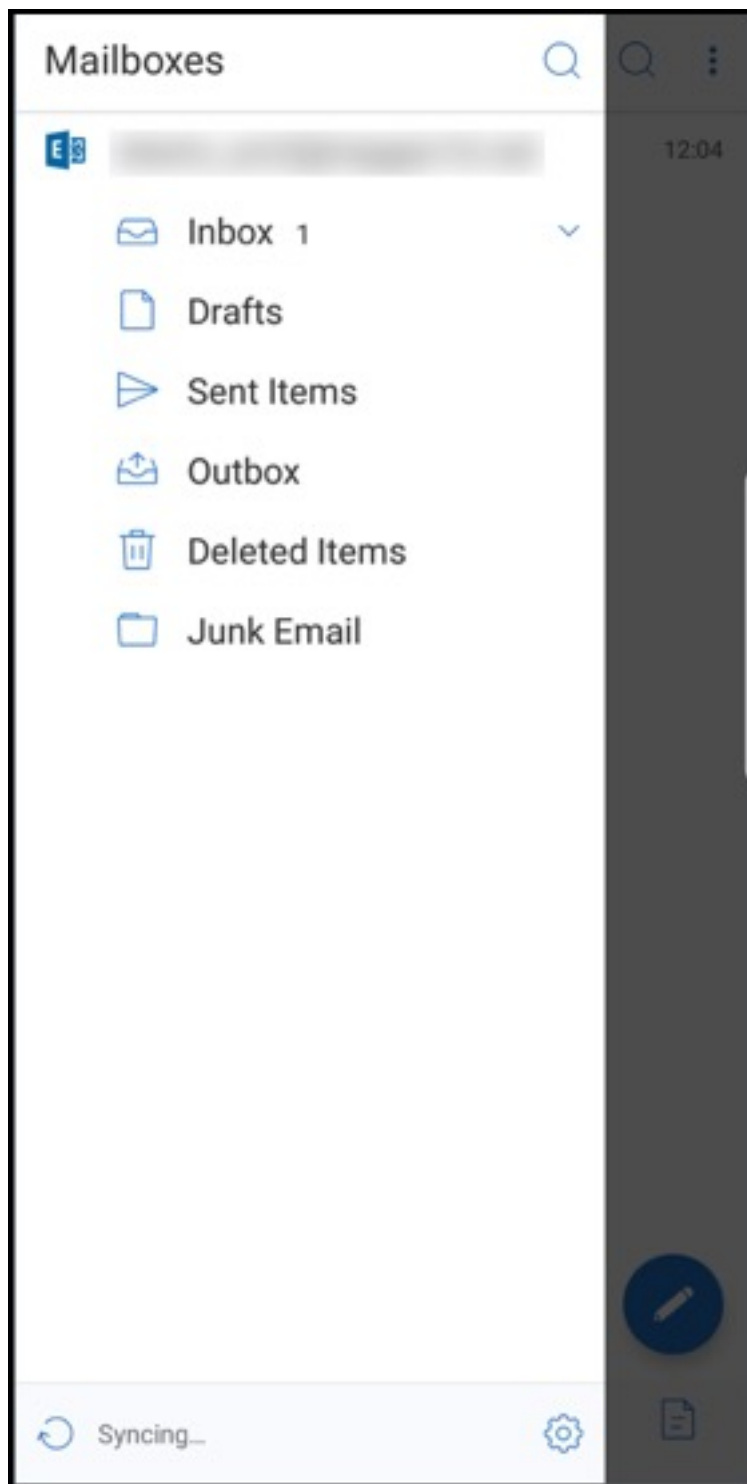 Mailboxes
12:04
Inbox 1
Drafts
Sent Items
Outbox
Deleted Items
Junk Email
Syncing...